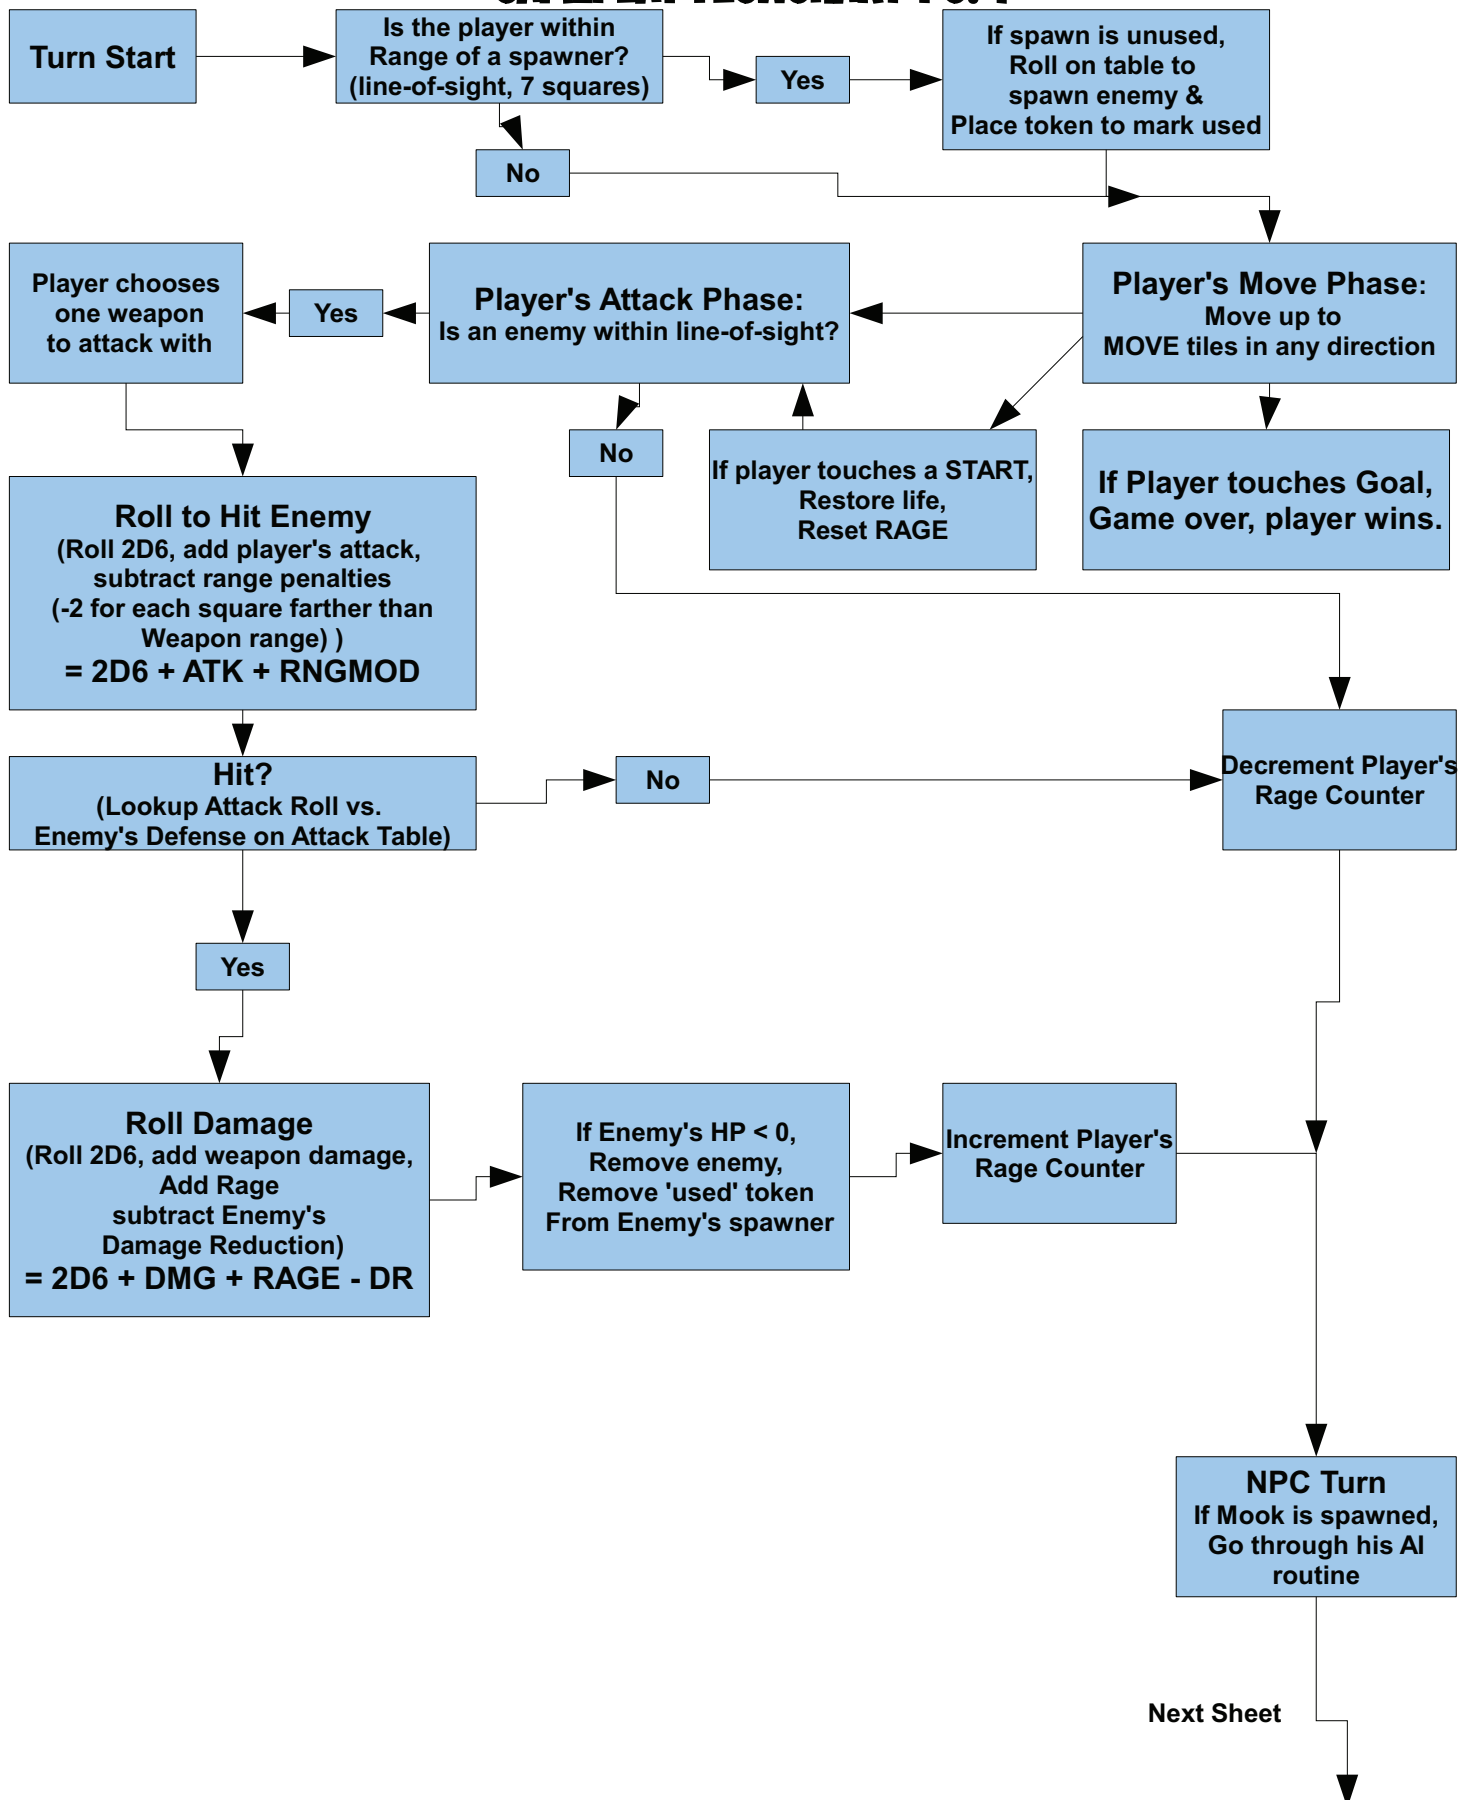 Turn Start
Is the player within
Range of a spawner?
(line-of-sight, 7 squares)
Yes
If spawn is unused,
Roll on table to
spawn enemy &
Place token to mark used
No
Player chooses
one weapon
to attack with
Yes
Player's Attack Phase:
Is an enemy within line-of-sight?
Player's Move Phase:
Move up to
MOVE tiles in any direction
No
If player touches a START,
Restore life,
Reset RAGE
If Player touches Goal,
Game over, player wins.
Roll to Hit Enemy
(Roll 2D6, add player's attack,
subtract range penalties
(-2 for each square farther than
Weapon range) )
= 2D6 + ATK + RNGMOD
Hit?
(Lookup Attack Roll vs.
Enemy's Defense on Attack Table)
No
Decrement Player's
Rage Counter
Yes
Roll Damage
(Roll 2D6, add weapon damage,
Add Rage
subtract Enemy's
Damage Reduction)
= 2D6 + DMG + RAGE - DR
If Enemy's HP < 0,
Remove enemy,
Remove 'used' token
From Enemy's spawner
Increment Player's
Rage Counter
NPC Turn
If Mook is spawned,
Go through his AI
routine
Next Sheet